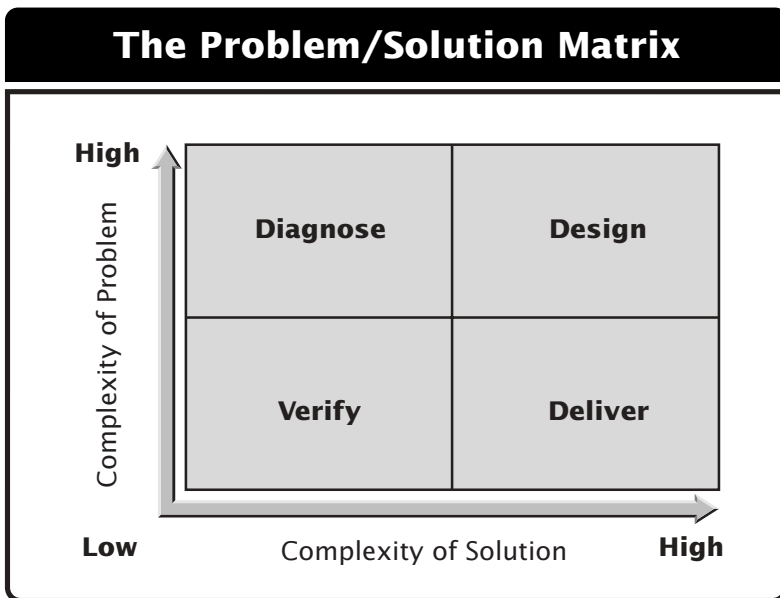 The Problem/Solution Matrix
High
Complexity of Problem
Diagnose
Design
Verify
Deliver
Low
Complexity of Solution
High